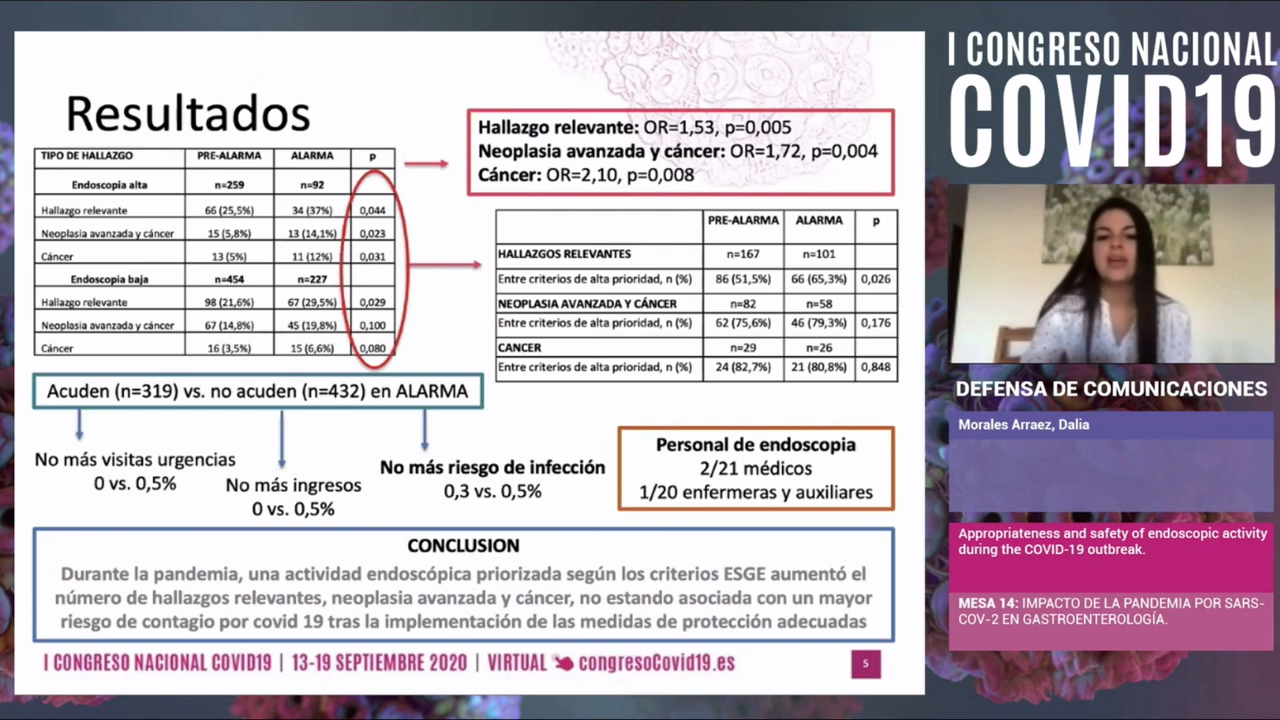 Resultados
TIPO DE HALLAZGO PRE-ALARMA ALARMA p
Endoscopia alta n=259 n=92
Hallazgo relevante 66 (25,5%) 34 (37%) 0,044
Neoplasia avanzada y cáncer 15 (5,8%) 13 (14,1%) 0,023
Cáncer 13 (5%) 11 (12%) 0,031
Endoscopia baja n=454 n=227
Hallazgo relevante 98 (21,6%) 67 (29,5%) 0,029
Neoplasia avanzada y cáncer 67 (14,8%) 45 (19,8%) 0,100
Cáncer 16 (3,5%) 15 (6,6%) 0,080
Hallazgo relevante: OR=1,53, p=0,005
Neoplasia avanzada y cáncer: OR=1,72, p=0,004
Cáncer: OR=2,10, p=0,008
PRE-ALARMA ALARMA p
HALLAZGOS RELEVANTES n=167 n=101
Entre criterios de alta prioridad, n (%) 86 (51,5%) 66 (65,3%) 0,026
NEOPLASIA AVANZADA Y CÁNCER n=82 n=58
Entre criterios de alta prioridad, n (%) 62 (75,6%) 46 (79,3%) 0,176
CANCER n=29 n=26
Entre criterios de alta prioridad, n (%) 24 (82,7%) 21 (80,8%) 0,848
Acuden (n=319) vs. no acuden (n=432) en ALARMA
No más visitas urgencias
0 vs. 0,5%
No más ingresos
0 vs. 0,5%
No más riesgo de infección
0,3 vs. 0,5%
Personal de endoscopia
2/21 médicos
1/20 enfermeras y auxiliares
CONCLUSION
Durante la pandemia, una actividad endoscópica priorizada según los criterios ESGE aumentó el
número de hallazgos relevantes, neoplasia avanzada y cáncer, no estando asociada con un mayor
riesgo de contagio por covid 19 tras la implementación de las medidas de protección adecuadas
I CONGRESO NACIONAL COVID19 | 13-19 SEPTIEMBRE 2020 | VIRTUAL congresoCovid19.es
5
I CONGRESO NACIONAL
COVID19
DEFENSA DE COMUNICACIONES
Morales Arraez, Dalia
Appropriateness and safety of endoscopic activity
during the COVID-19 outbreak.
MESA 14: IMPACTO DE LA PANDEMIA POR SARS-
COV-2 EN GASTROENTEROLOGÍA.